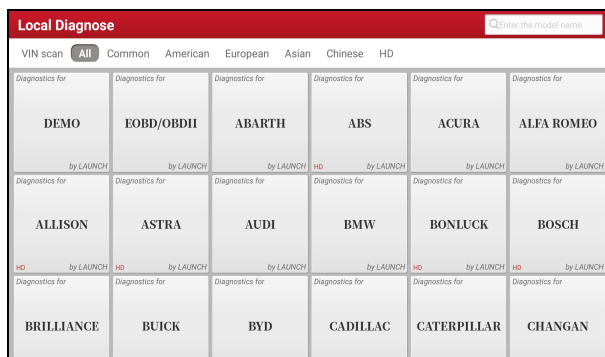 Local Diagnose
Enter the model name
VIN scan All Common American European Asian Chinese HD
Diagnostics for Diagnostics for Diagnostics for Diagnostics for Diagnostics for Diagnostics for
DEMO EOBD/OBDII ABARTH ABS ACURA ALFA ROMEO
by LAUNCH by LAUNCH by LAUNCH HD by LAUNCH by LAUNCH by LAUNCH
Diagnostics for Diagnostics for Diagnostics for Diagnostics for Diagnostics for Diagnostics for
ALLISON ASTRA AUDI BMW BONLUCK BOSCH
HD by LAUNCH HD by LAUNCH by LAUNCH by LAUNCH HD by LAUNCH HD by LAUNCH
Diagnostics for Diagnostics for Diagnostics for Diagnostics for Diagnostics for Diagnostics for
BRILLIANCE BUICK BYD CADILLAC CATERPILLAR CHANGAN